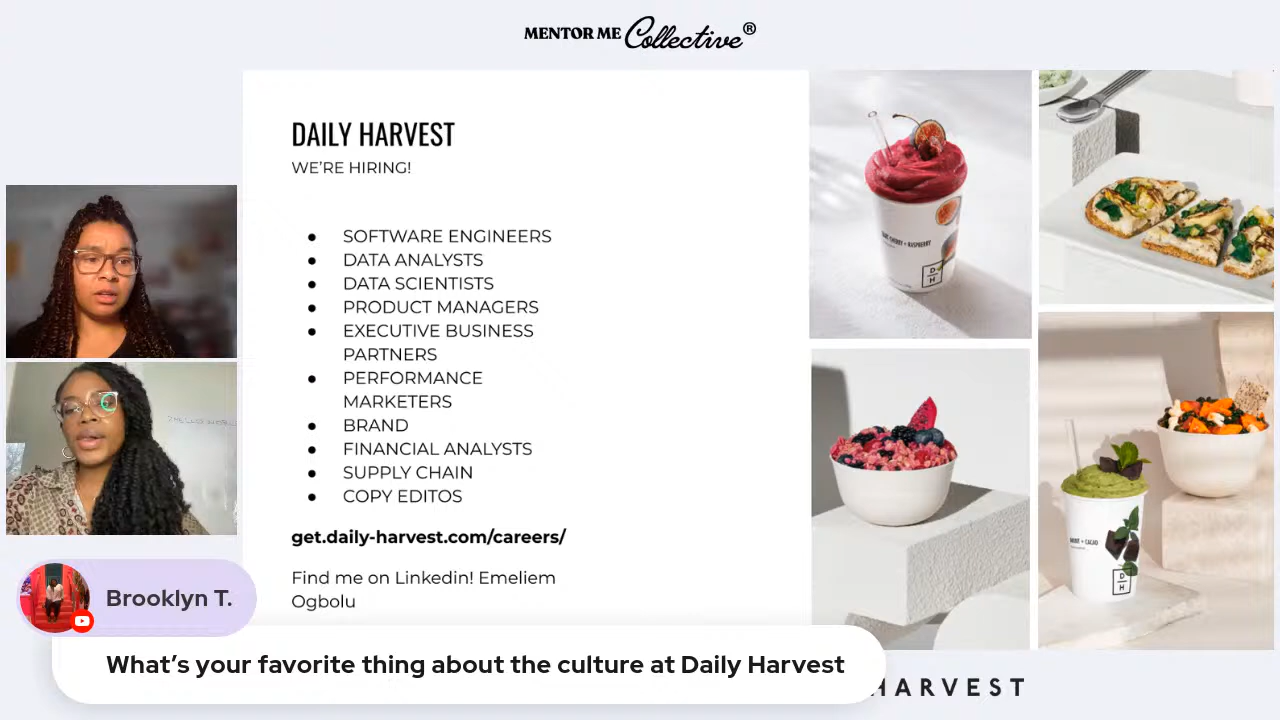 MENTOR ME Collective®
DAILY HARVEST
WE'RE HIRING!
● SOFTWARE ENGINEERS
● DATA ANALYSTS
● DATA SCIENTISTS
● PRODUCT MANAGERS
● EXECUTIVE BUSINESS
PARTNERS
● PERFORMANCE
MARKETERS
● BRAND
● FINANCIAL ANALYSTS
● SUPPLY CHAIN
● COPY EDITOS
get.daily-harvest.com/careers/
Find me on Linkedin! Emeliem
Ogbolu
Brooklyn T.
What’s your favorite thing about the culture at Daily Harvest
HARVEST
D
H
CACAO
D
H